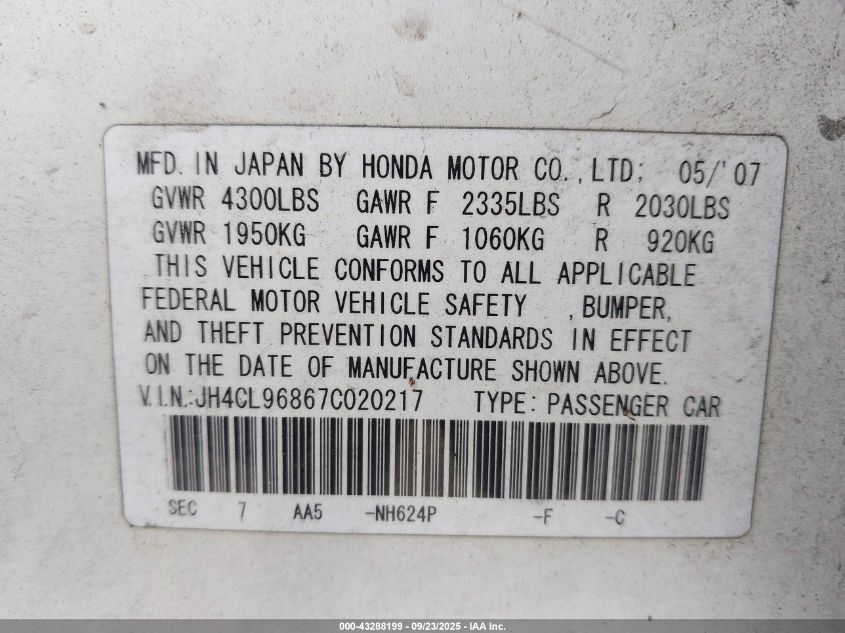 MFD. IN JAPAN BY HONDA MOTOR CO.,LTD; 05/'07
GVWR 4300LBS GAWR F 2335LBS R 2030LBS
GVWR 1950KG GAWR F 1060KG R 920KG
THIS VEHICLE CONFORMS TO ALL APPLICABLE
FEDERAL MOTOR VEHICLE SAFETY ,BUMPER,
AND THEFT PREVENTION STANDARDS IN EFFECT
ON THE DATE OF MANUFACTURE SHOWN ABOVE.
V.I.N.:JH4CL96867C020217 TYPE: PASSENGER CAR
SEC 7 AA5 -NH624P -F -C
000-43288199 - 09/23/2025 - IAA Inc.